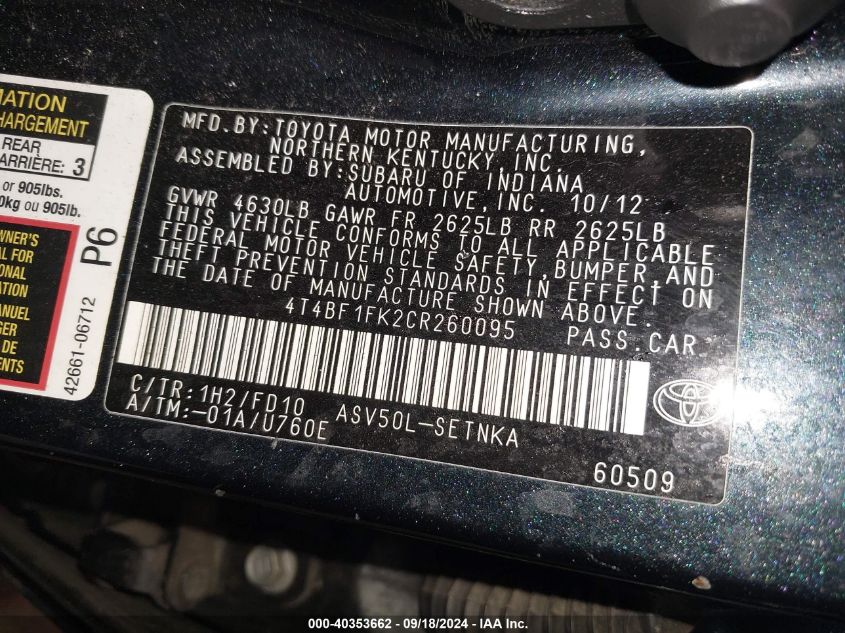 MATION
HARGEMENT
REAR
ARRIÈRE: 3
or 905lbs.
0kg ou 905lb.
WNER'S
AL FOR
IONAL
ATION
ANUEL
GER
DE
ENTS
P6
42661-06712
MFD.BY:TOYOTA MOTOR MANUFACTURING,
NORTHERN KENTUCKY, INC.
ASSEMBLED BY:SUBARU OF INDIANA
AUTOMOTIVE,INC. 10/12
GVWR 4630LB GAWR FR 2625LB RR 2625LB
THIS VEHICLE CONFORMS TO ALL APPLICABLE
FEDERAL MOTOR VEHICLE SAFETY,BUMPER,AND
THEFT PREVENTION STANDARDS IN EFFECT ON
THE DATE OF MANUFACTURE SHOWN ABOVE.
4T4BF1FK2CR260095 PASS.CAR
C/TR:1H2/FD10 ASV50L-SETNKA
A/TM:-01A/U760E
60509
000-40353662 - 09/18/2024 - IAA Inc.